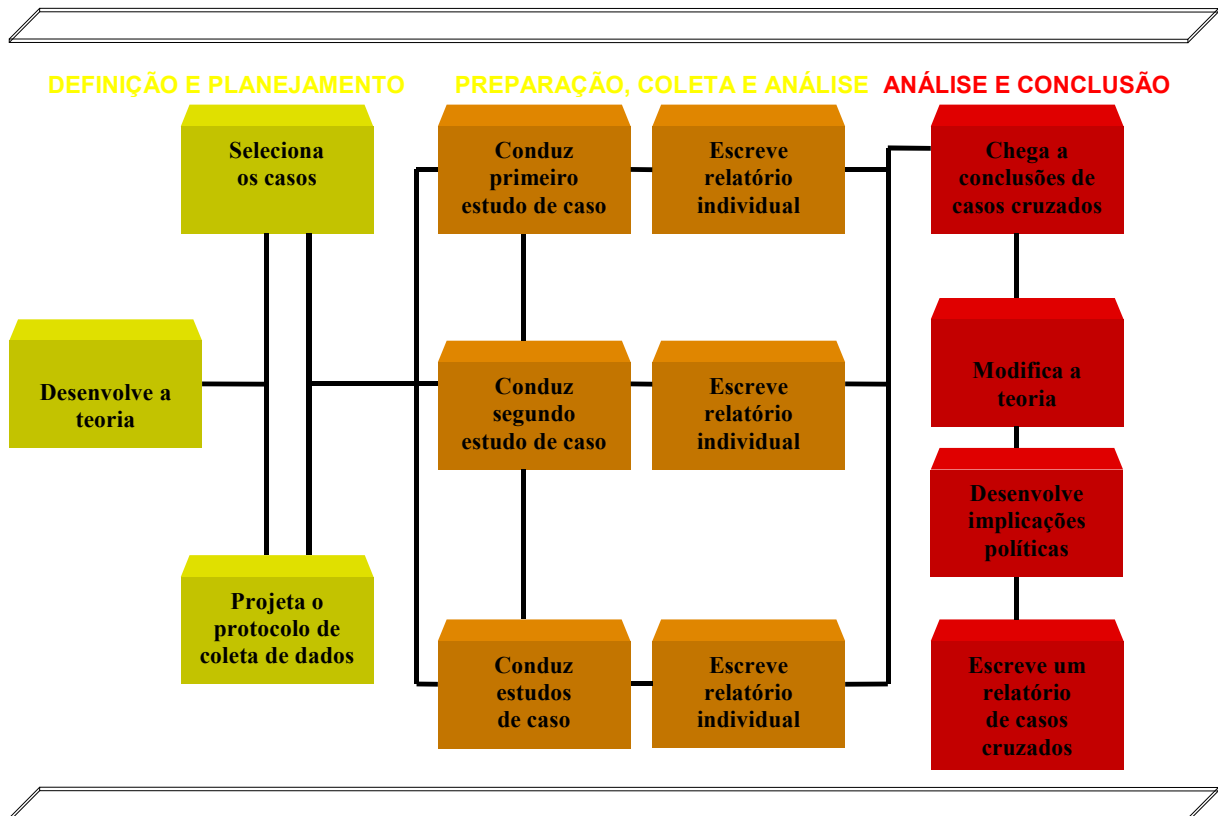 DEFINIÇÃO E PLANEJAMENTO
PREPARAÇÃO, COLETA E ANÁLISE
ANÁLISE E CONCLUSÃO
Desenvolve a
teoria
Seleciona
os casos
Projeta o
protocolo de
coleta de dados
Conduz
primeiro
estudo de caso
Escreve
relatório
individual
Conduz
segundo
estudo de caso
Escreve
relatório
individual
Conduz
estudos
de caso
Escreve
relatório
individual
Chega a
conclusões de
casos cruzados
Modifica a
teoria
Desenvolve
implicações
políticas
Escreve um
relatório
de casos
cruzados